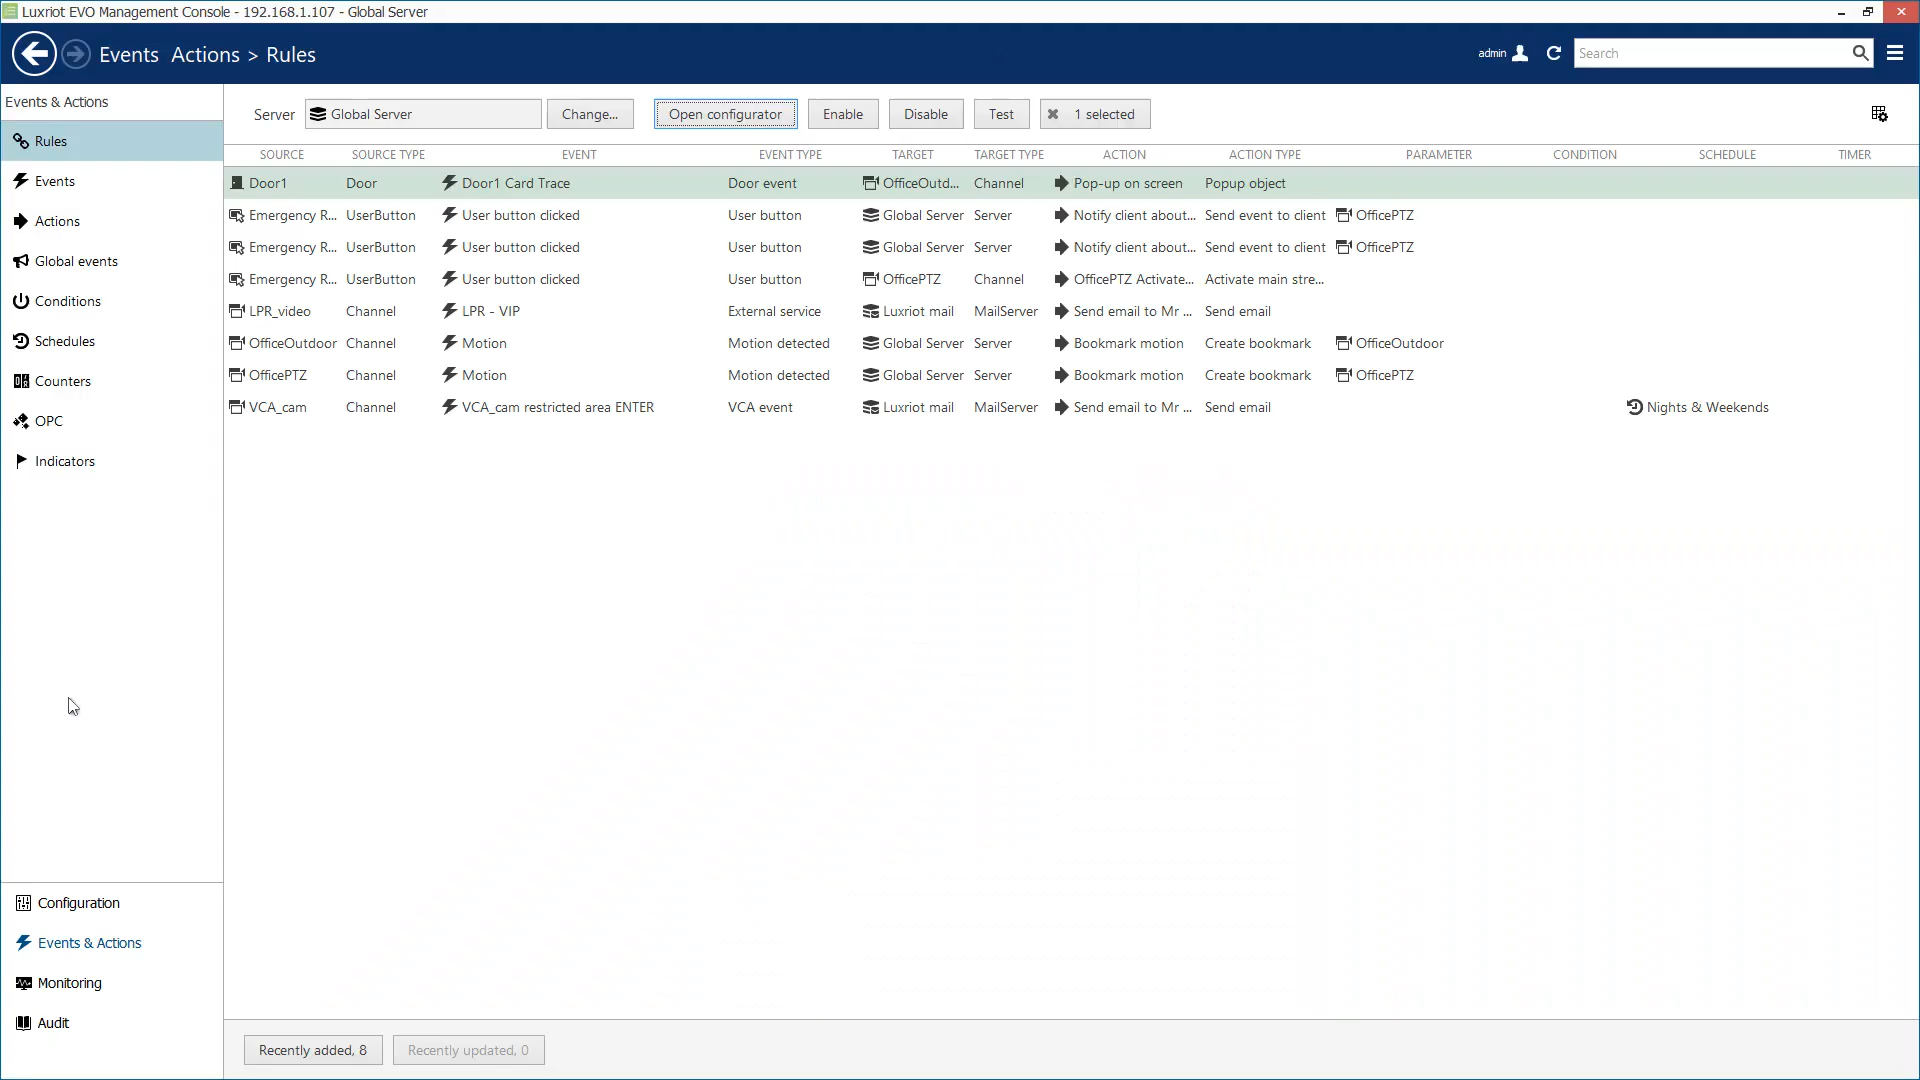 Luxriot EVO Management Console - 192.168.1.107 - Global Server
Events Actions > Rules
admin
Search
Events & Actions
Rules
Events
Actions
Global events
Conditions
Schedules
Counters
OPC
Indicators
Configuration
Events & Actions
Monitoring
Audit
Server Global Server Change... Open configurator Enable Disable Test 1 selected
SOURCE SOURCE TYPE EVENT EVENT TYPE TARGET TARGET TYPE ACTION ACTION TYPE PARAMETER CONDITION SCHEDULE TIMER
Door1 Door Door1 Card Trace Door event OfficeOutd... Channel Pop-up on screen Popup object
Emergency R... UserButton User button clicked User button Global Server Server Notify client about... Send event to client OfficePTZ
Emergency R... UserButton User button clicked User button Global Server Server Notify client about... Send event to client OfficePTZ
Emergency R... UserButton User button clicked User button OfficePTZ Channel OfficePTZ Activate... Activate main stre...
LPR_video Channel LPR - VIP External service Luxriot mail MailServer Send email to Mr ... Send email
OfficeOutdoor Channel Motion Motion detected Global Server Server Bookmark motion Create bookmark OfficeOutdoor
OfficePTZ Channel Motion Motion detected Global Server Server Bookmark motion Create bookmark OfficePTZ
VCA_cam Channel VCA_cam restricted area ENTER VCA event Luxriot mail MailServer Send email to Mr ... Send email Nights & Weekends
Recently added, 8 Recently updated, 0